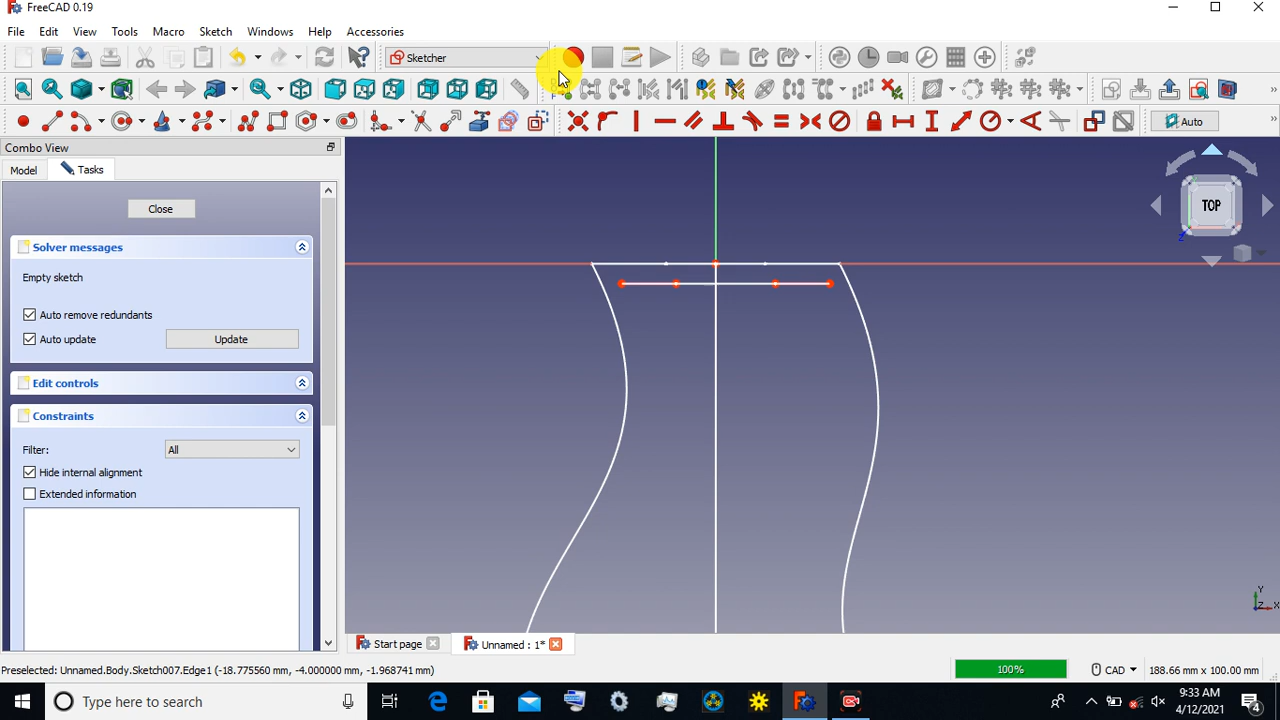 FreeCAD 0.19
File Edit View Tools Macro Sketch Windows Help Accessories
Sketcher
Auto
Combo View
Model Tasks
TOP
Close
Solver messages
Empty sketch
Auto remove redundants
Auto update Update
Edit controls
Constraints
Filter: All
Hide internal alignment
Extended information
Y
Z X
Start page Unnamed : 1*
Preselected: Unnamed.Body.Sketch007.Edge1 (-18.775560 mm, -4.000000 mm, -1.968741 mm) 100% CAD 188.66 mm x 100.00 mm
Type here to search
9:33 AM
4/12/2021
4